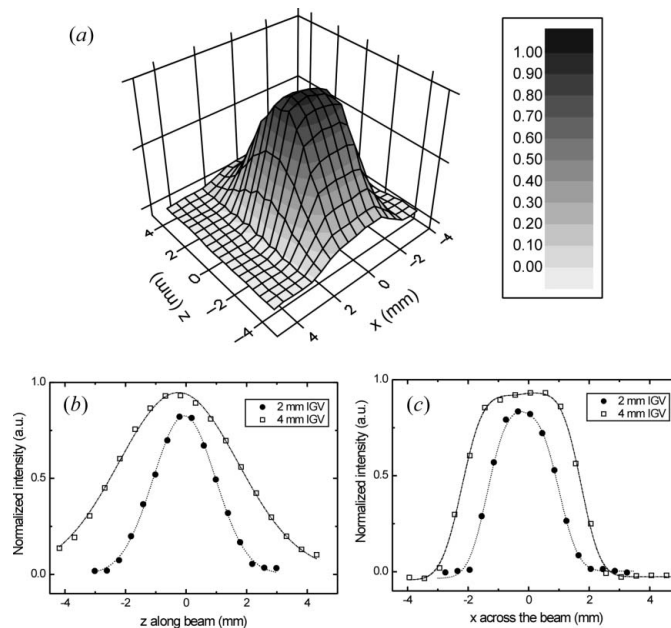 (a)
1.00
0.90
0.80
0.70
0.60
0.50
0.40
0.30
0.20
0.10
0.00
4
2
0
−2
−4
z (mm)
4
2
0
−2
−4
x (mm)
(b)
Normalized intensity (a.u.)
1.0
0.5
0.0
2 mm IGV
4 mm IGV
-4 -2 0 2 4
z along beam (mm)
(c)
Normalized intensity (a.u.)
1.0
0.5
0.0
2 mm IGV
4 mm IGV
-4 -2 0 2 4
x across the beam (mm)